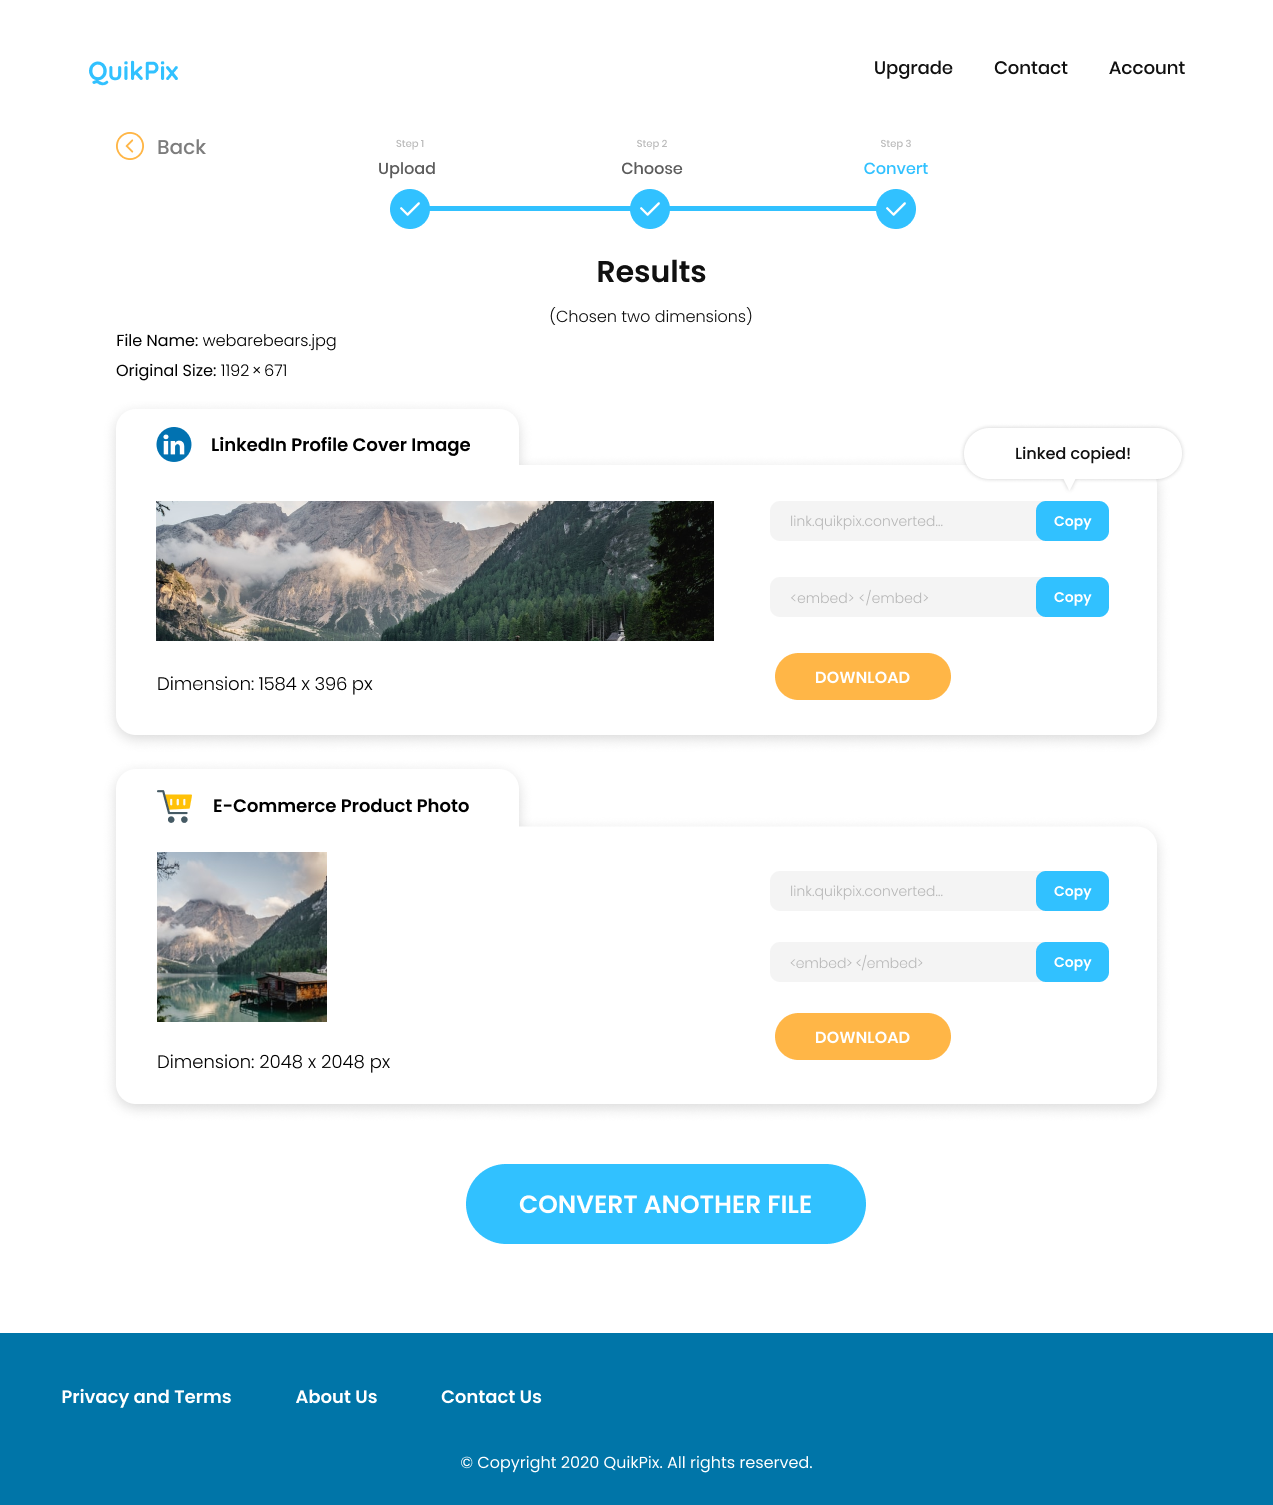 QuikPix
Upgrade Contact Account
Back
Step 1 Step 2 Step 3
Upload Choose Convert
Results
(Chosen two dimensions)
File Name: webarebears.jpg
Original Size: 1192 × 671
in LinkedIn Profile Cover Image
Linked copied!
link.quikpix.converted... Copy
<embed> </embed> Copy
DOWNLOAD
Dimension: 1584 x 396 px
E-Commerce Product Photo
link.quikpix.converted... Copy
<embed> </embed> Copy
DOWNLOAD
Dimension: 2048 x 2048 px
CONVERT ANOTHER FILE
Privacy and Terms About Us Contact Us
© Copyright 2020 QuikPix. All rights reserved.